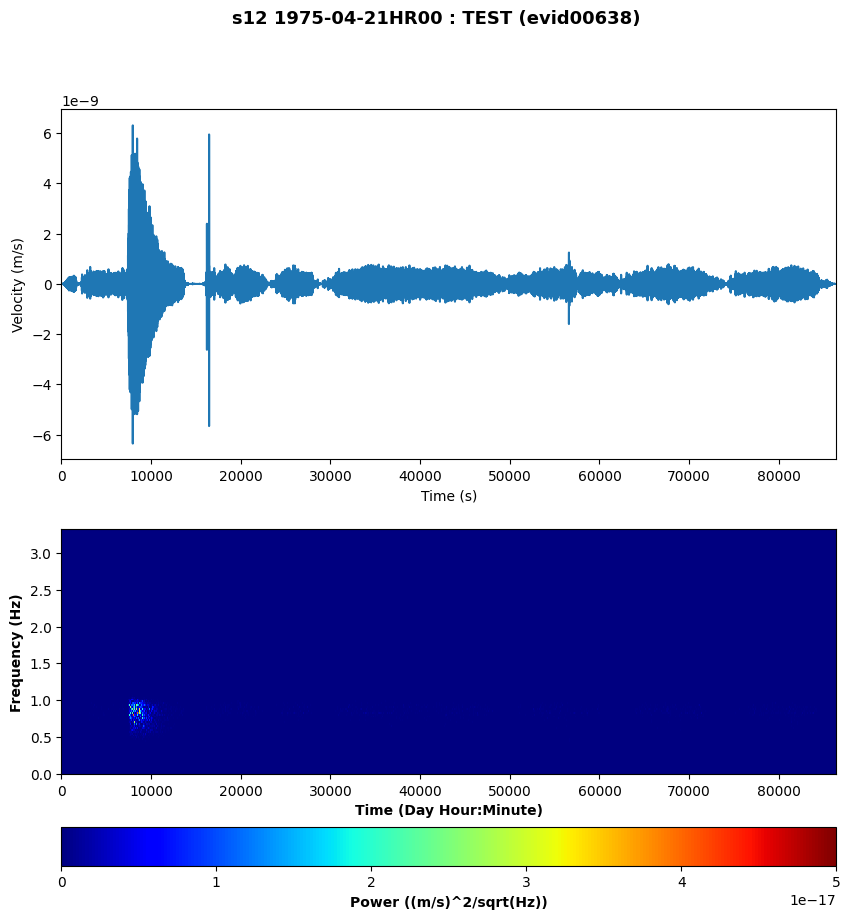 s12 1975-04-21HR00 : TEST (evid00638)
1e−9
6
4
2
0
−2
−4
−6
Velocity (m/s)
0 10000 20000 30000 40000 50000 60000 70000 80000
Time (s)
3.0
2.5
2.0
1.5
1.0
0.5
0.0
Frequency (Hz)
0 10000 20000 30000 40000 50000 60000 70000 80000
Time (Day Hour:Minute)
0 1 2 3 4 5
1e−17
Power ((m/s)^2/sqrt(Hz))